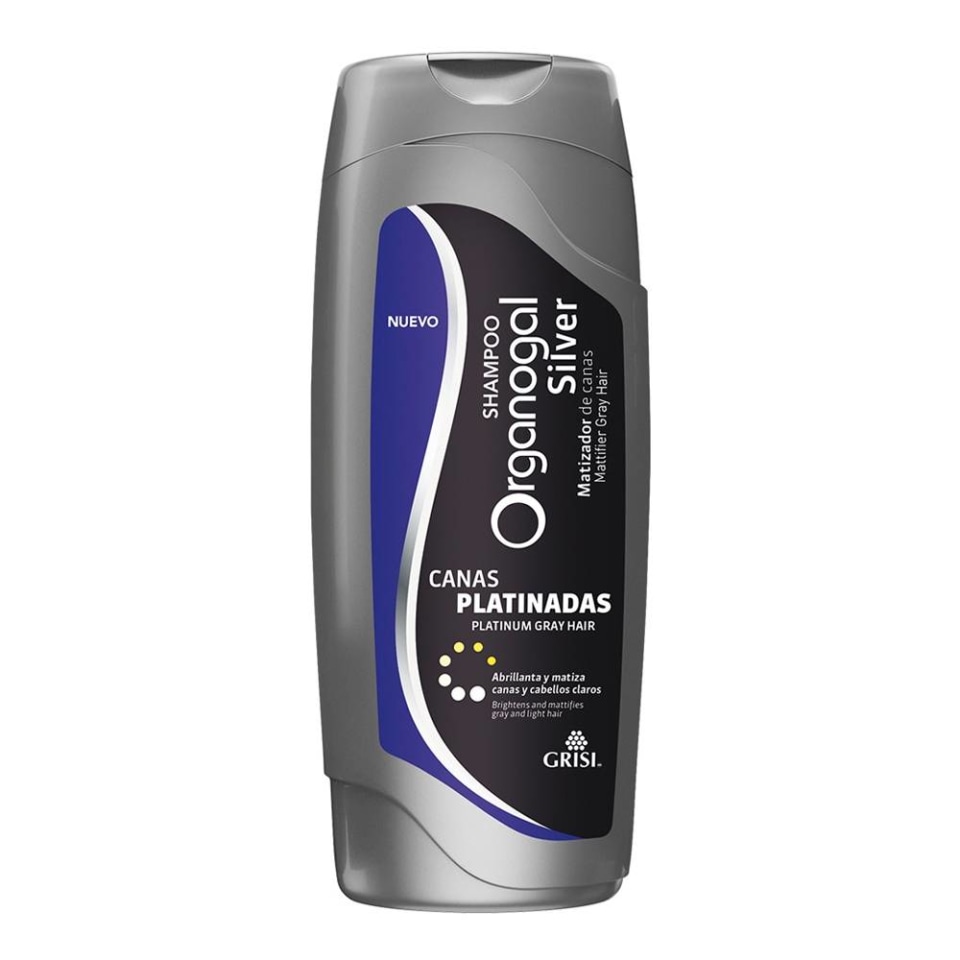 NUEVO
SHAMPOO
Organogal
Silver
Matizador de canas
Mattifier Gray Hair
CANAS
PLATINADAS
PLATINUM GRAY HAIR
Abrillanta y matiza
canas y cabellos claros
Brightens and mattifies
gray and light hair
GRISI